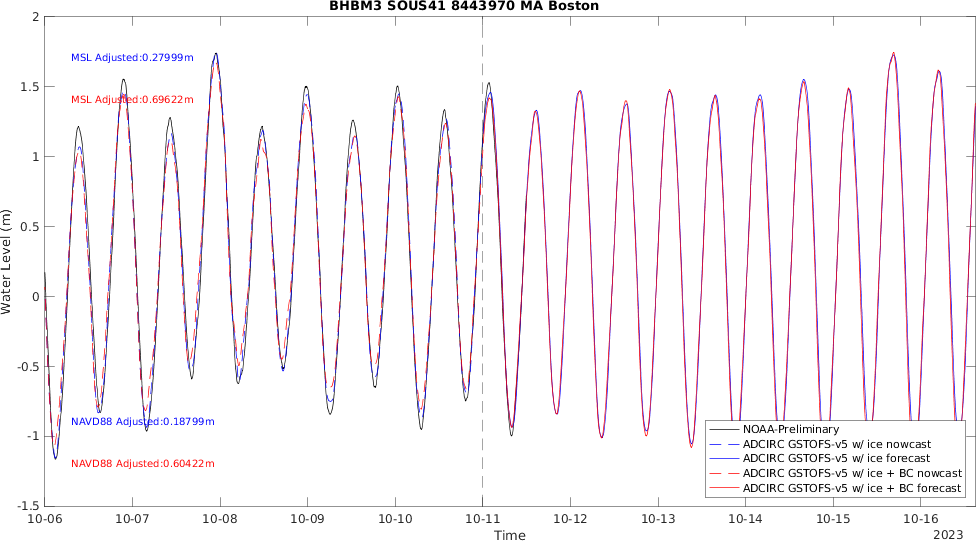 BHBM3 SOUS41 8443970 MA Boston
2
1.5
1
0.5
0
-0.5
-1
-1.5
Water Level (m)
MSL Adjusted:0.27999m
MSL Adjusted:0.69622m
NAVD88 Adjusted:0.18799m
NAVD88 Adjusted:0.60422m
NOAA-Preliminary
ADCIRC GSTOFS-v5 w/ ice nowcast
ADCIRC GSTOFS-v5 w/ ice forecast
ADCIRC GSTOFS-v5 w/ ice + BC nowcast
ADCIRC GSTOFS-v5 w/ ice + BC forecast
10-06 10-07 10-08 10-09 10-10 10-11 10-12 10-13 10-14 10-15 10-16
Time
2023